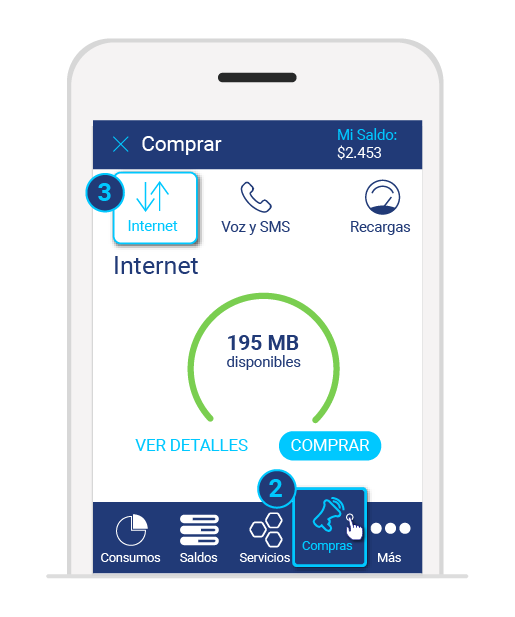 Comprar
Mi Saldo:
$2.453
3
Internet
Voz y SMS
Recargas
Internet
195 MB
disponibles
VER DETALLES
COMPRAR
2
Consumos
Saldos
Servicios
Compras
Más